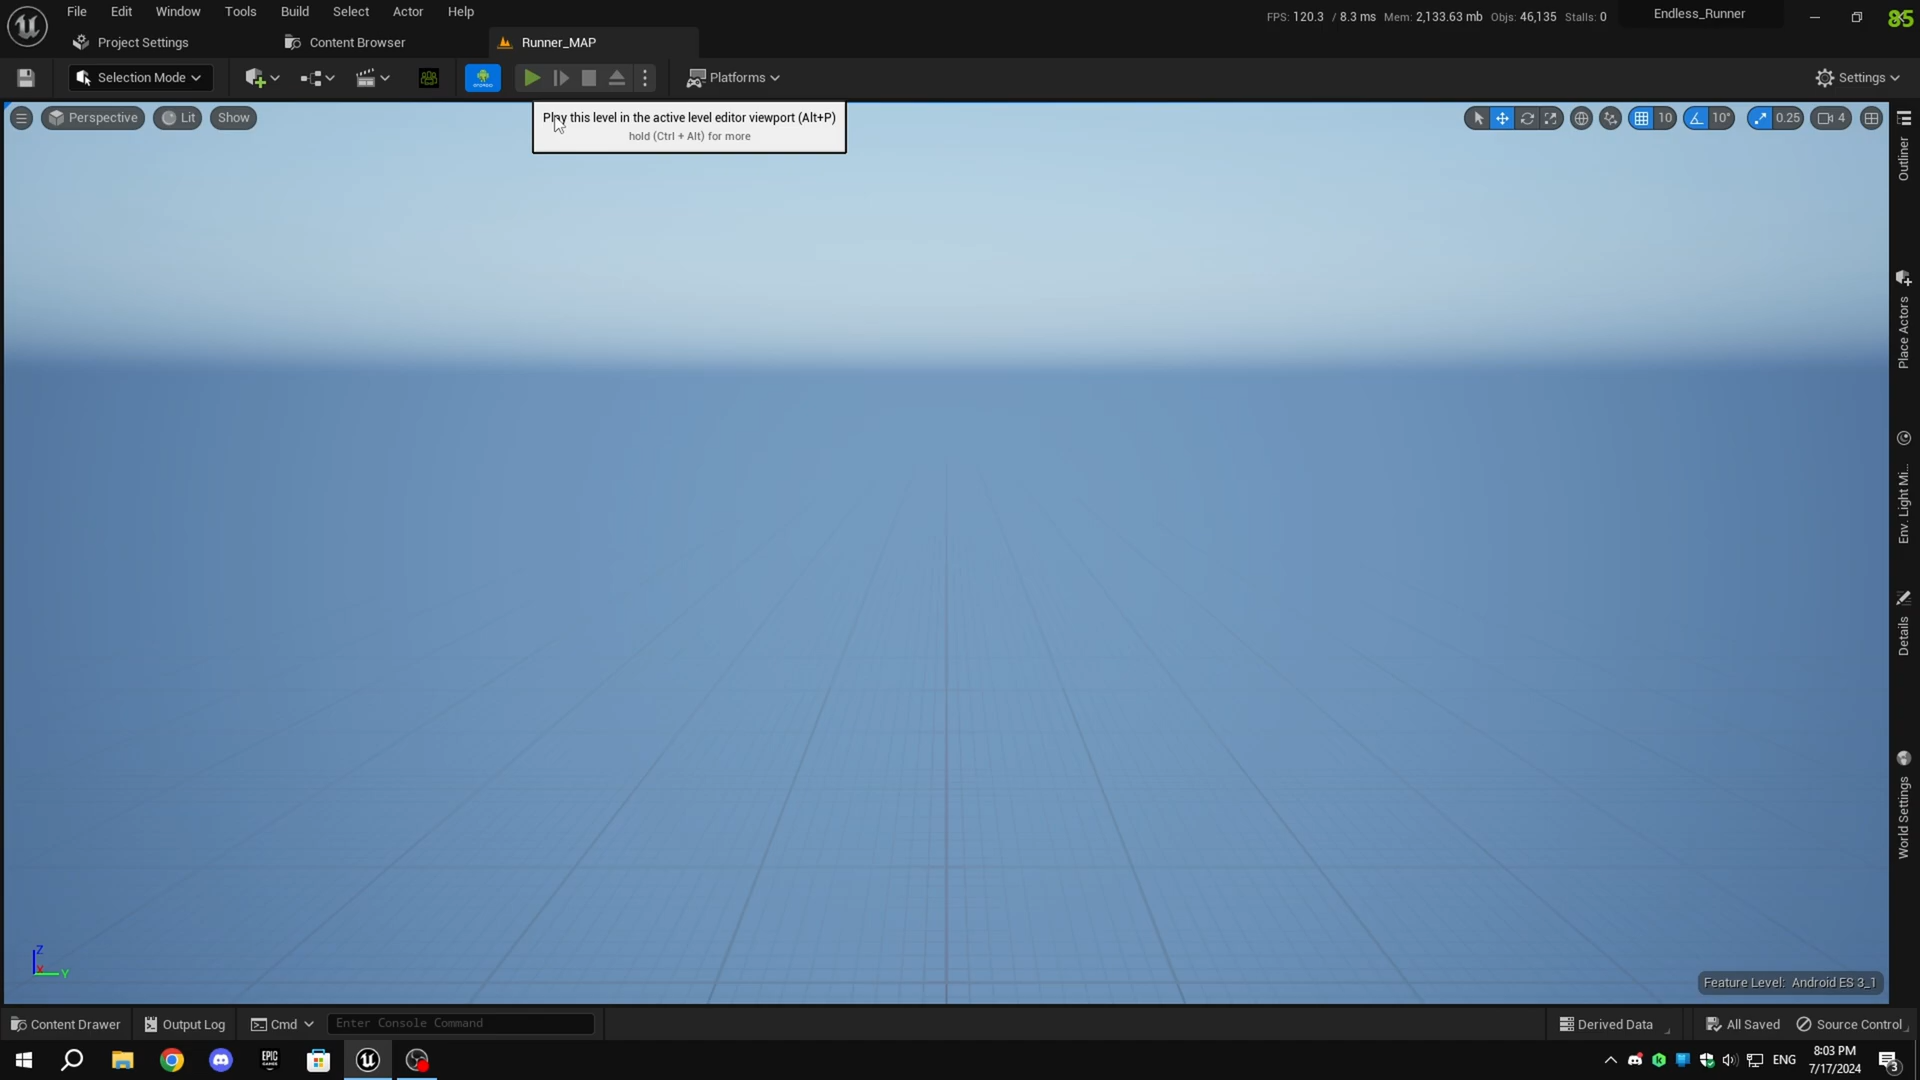 File Edit Window Tools Build Select Actor Help
FPS: 120.3 / 8.3 ms Mem: 2,133.63 mb Objs: 46,135 Stalls: 0
Endless_Runner
85
Project Settings
Content Browser
Runner_MAP
Selection Mode
ANDROID
Platforms
Settings
Perspective
Lit
Show
Play this level in the active level editor viewport (Alt+P)
hold (Ctrl + Alt) for more
10
10°
0.25
4
Outliner
Place Actors
Env. Light Mi...
Details
World Settings
Z
X
Y
Feature Level: Android ES 3_1
Content Drawer
Output Log
Cmd
Enter Console Command
Derived Data
All Saved
Source Control
EPIC
GAMES
ENG
8:03 PM
7/17/2024
3